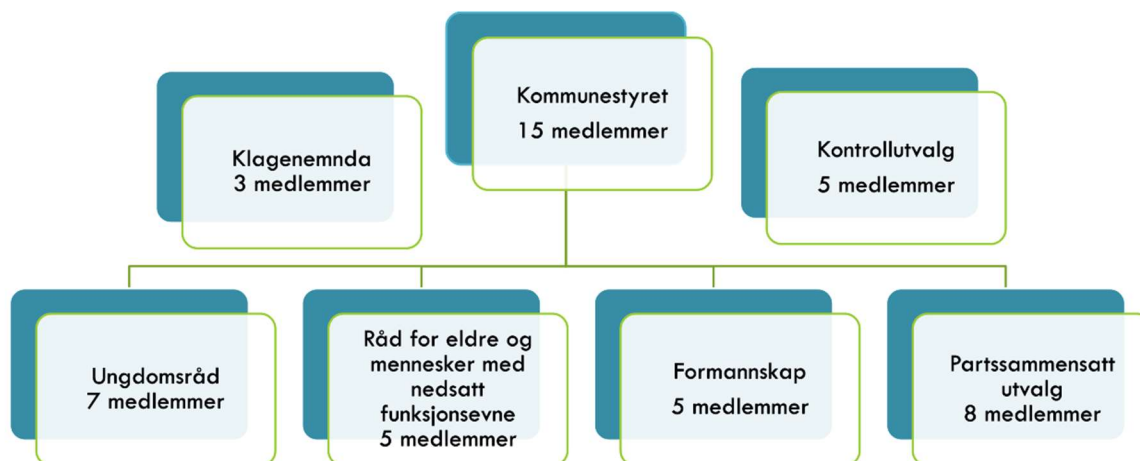 Kommunestyret
15 medlemmer
Klagenemnda
3 medlemmer
Kontrollutvalg
5 medlemmer
Ungdomsråd
7 medlemmer
Råd for eldre og
mennesker med
nedsatt
funksjonsevne
5 medlemmer
Formannskap
5 medlemmer
Partssammensatt
utvalg
8 medlemmer